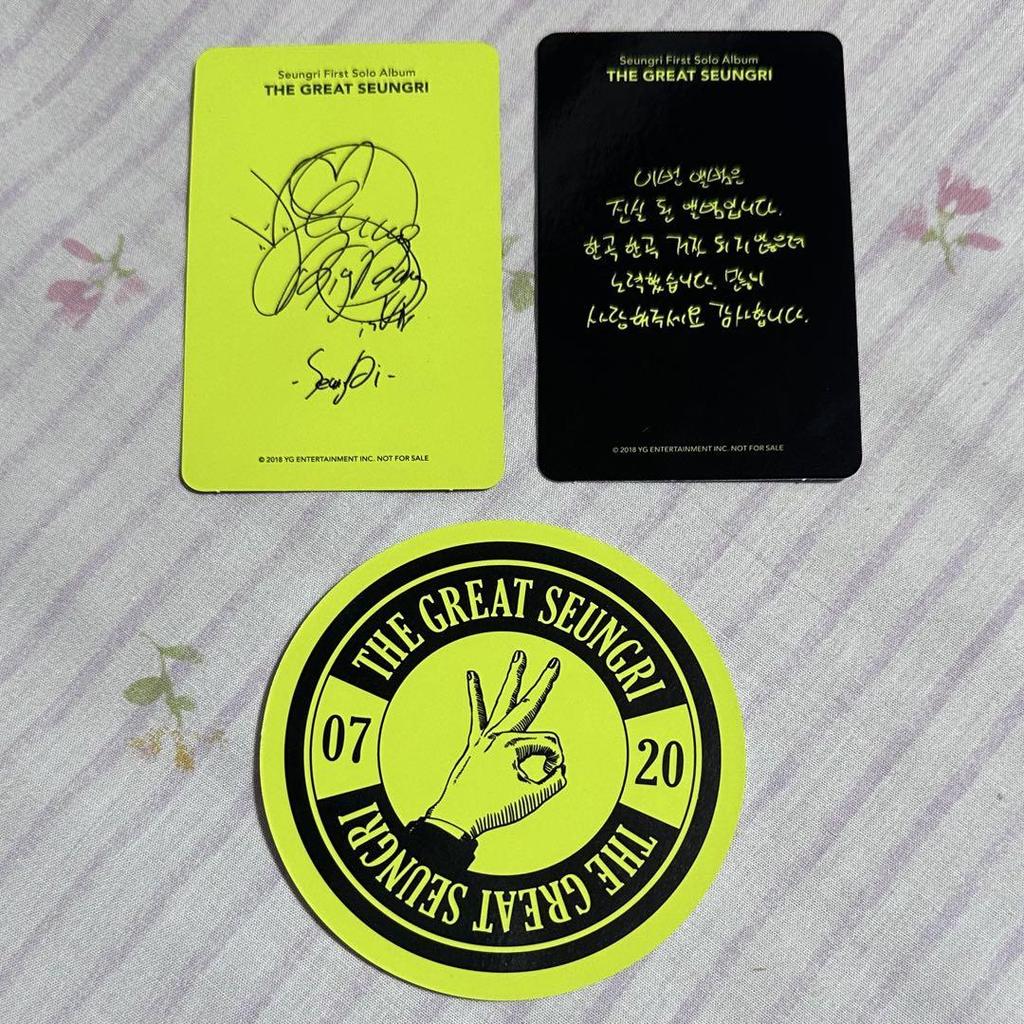 Seungri First Solo Album
THE GREAT SEUNGRI
- SeungRi -
© 2018 YG ENTERTAINMENT INC. NOT FOR SALE
Seungri First Solo Album
THE GREAT SEUNGRI
이번 앨범은
진실 된 앨범입니다.
한곡 한곡 거짓 되지 않으려
노력했습니다. 많이
사랑해주세요 감사합니다.
© 2018 YG ENTERTAINMENT INC. NOT FOR SALE
THE GREAT SEUNGRI
07
20
THE GREAT SEUNGRI